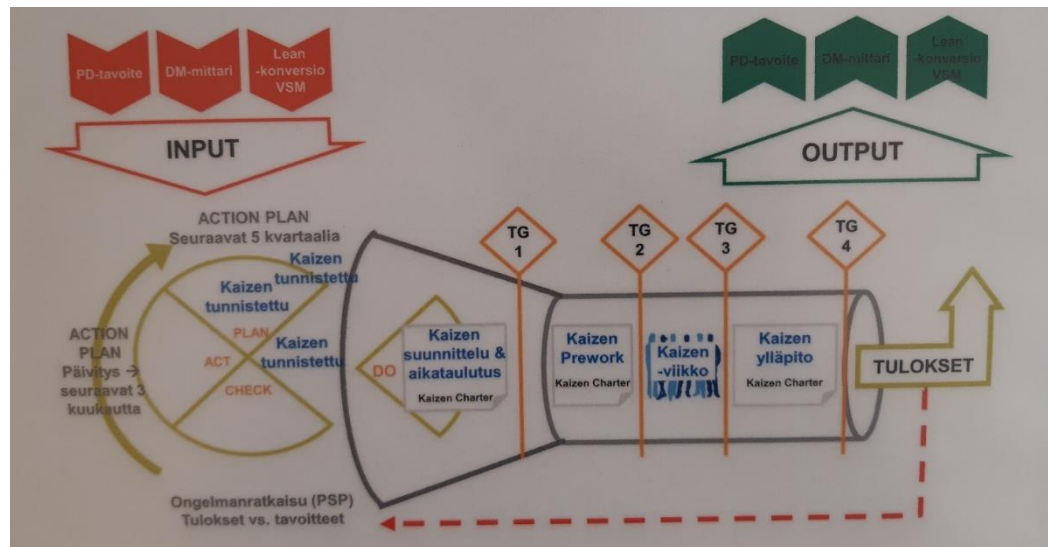 PD-tavoite
DM-mittari
Lean
-konversio
VSM
INPUT
PD-tavoite
DM-mittari
Lean
-konversio
VSM
OUTPUT
ACTION PLAN
Seuraavat 5 kvartaalia
Kaizen
tunnistettu
Kaizen
tunnistettu
Kaizen
tunnistettu
PLAN
ACT
CHECK
DO
ACTION
PLAN
Päivitys →
seuraavat 3
kuukautta
TG
1
TG
2
TG
3
TG
4
Kaizen
suunnittelu &
aikataulutus
Kaizen Charter
Kaizen
Prework
Kaizen Charter
Kaizen
-viikko
Kaizen
ylläpito
Kaizen Charter
TULOKSET
Ongelmanratkaisu (PSP)
Tulokset vs. tavoitteet